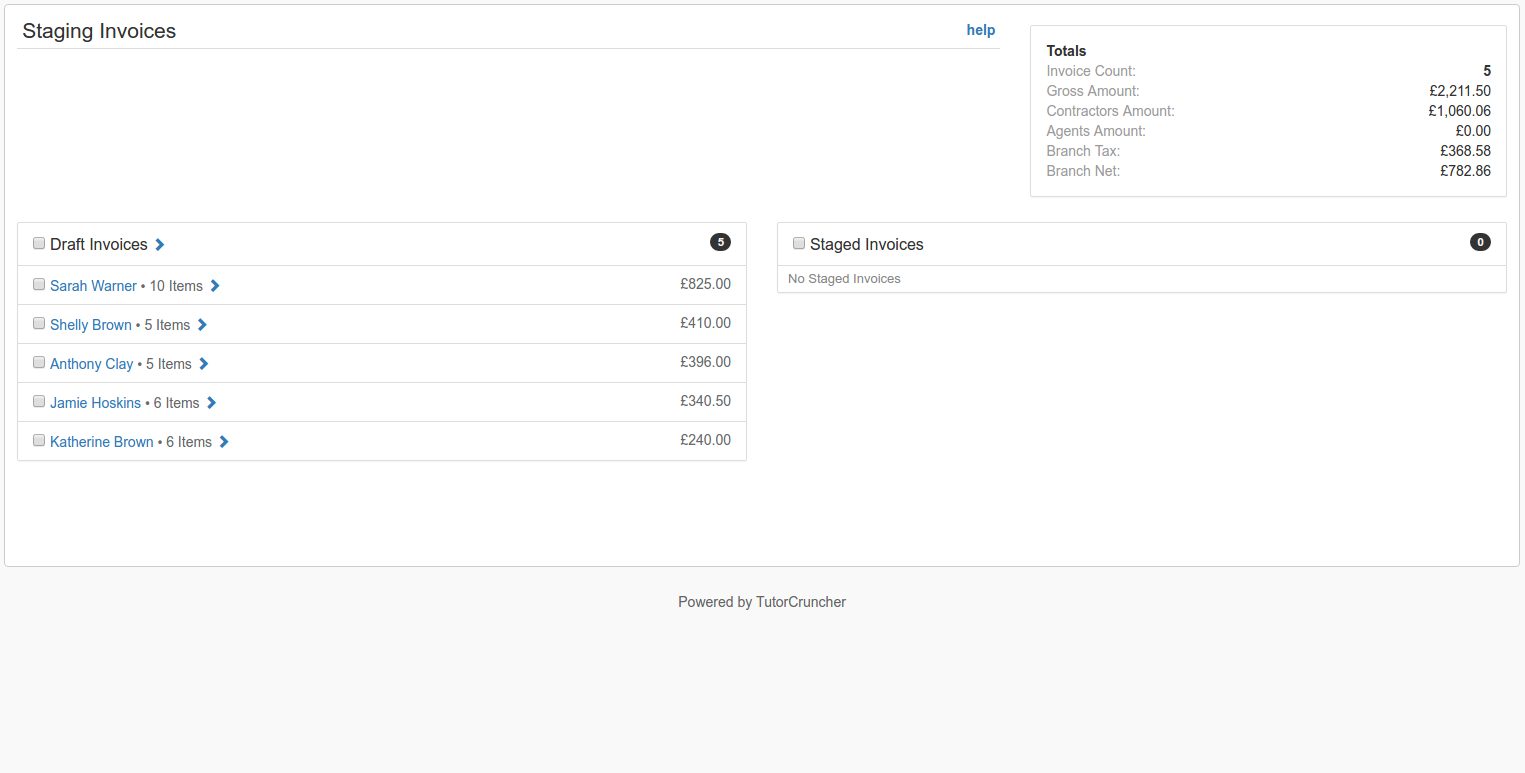 Staging Invoices
help
Totals
Invoice Count: 5
Gross Amount: £2,211.50
Contractors Amount: £1,060.06
Agents Amount: £0.00
Branch Tax: £368.58
Branch Net: £782.86
Draft Invoices 5
Sarah Warner • 10 Items £825.00
Shelly Brown • 5 Items £410.00
Anthony Clay • 5 Items £396.00
Jamie Hoskins • 6 Items £340.50
Katherine Brown • 6 Items £240.00
Staged Invoices 0
No Staged Invoices
Powered by TutorCruncher